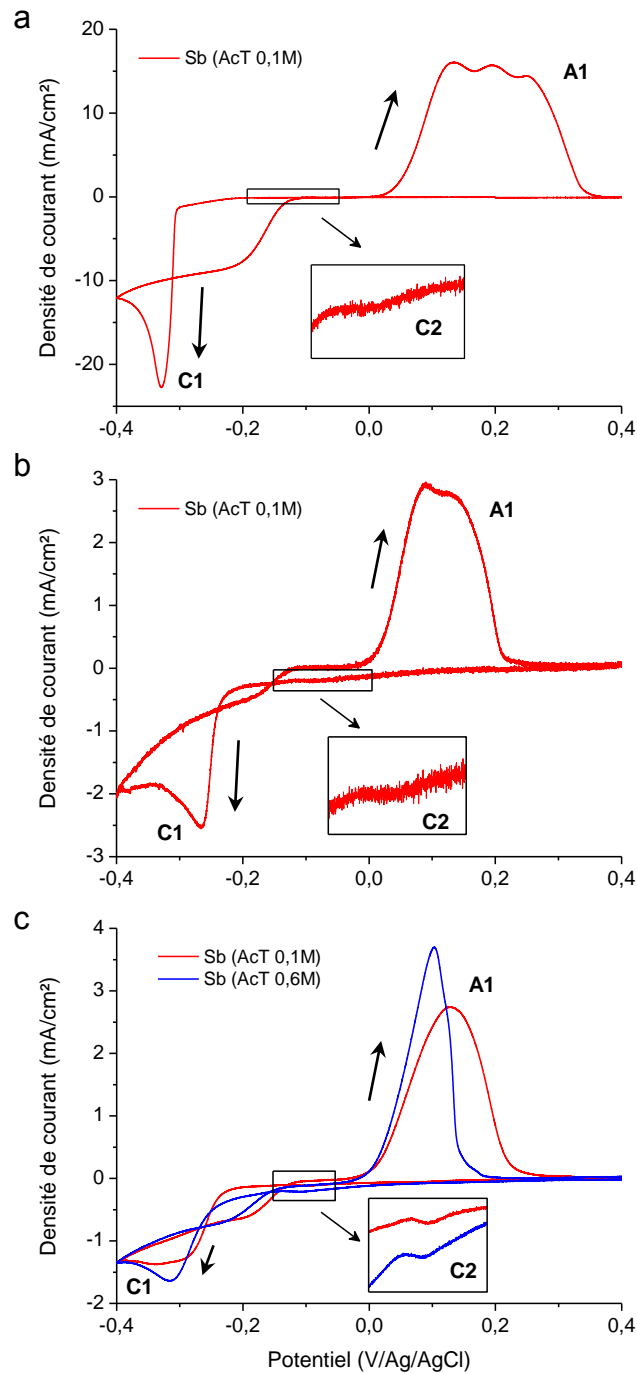 a
Densité de courant (mA/cm²)
20
10
0
-10
-20
Sb (AcT 0,1M)
A1
C2
C1
-0,4
-0,2
0,0
0,2
0,4
b
Densité de courant (mA/cm²)
3
2
1
0
-1
-2
-3
Sb (AcT 0,1M)
A1
C2
C1
-0,4
-0,2
0,0
0,2
0,4
c
Densité de courant (mA/cm²)
4
3
2
1
0
-1
-2
Sb (AcT 0,1M)
Sb (AcT 0,6M)
A1
C2
C1
-0,4
-0,2
0,0
0,2
0,4
Potentiel (V/Ag/AgCl)